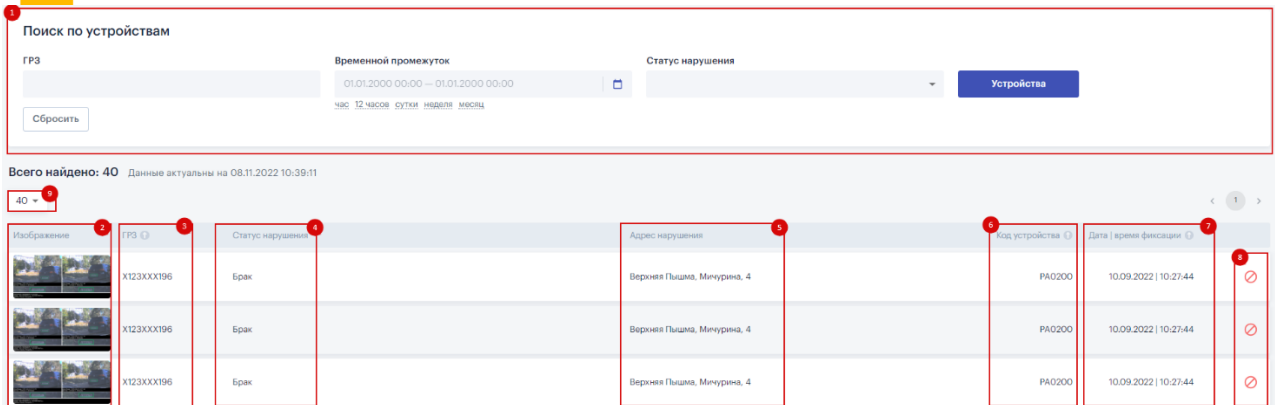 1
Поиск по устройствам
ГРЗ Временной промежуток Статус нарушения
01.01.2000 00:00 — 01.01.2000 00:00 Устройства
час 12 часов сутки неделя месяц
Сбросить
Всего найдено: 40 Данные актуальны на 08.11.2022 10:39:11
40 9 1
Изображение 2 ГРЗ 3 Статус нарушения 4 Адрес нарушения 5 6 Код устройства Дата | время фиксации 7
8
X123XXX196 Брак Верхняя Пышма, Мичурина, 4 PA0200 10.09.2022 | 10:27:44
X123XXX196 Брак Верхняя Пышма, Мичурина, 4 PA0200 10.09.2022 | 10:27:44
X123XXX196 Брак Верхняя Пышма, Мичурина, 4 PA0200 10.09.2022 | 10:27:44